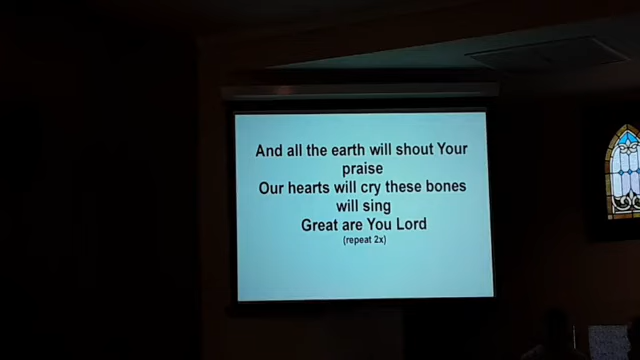 And all the earth will shout Your
praise
Our hearts will cry these bones
will sing
Great are You Lord
(repeat 2x)